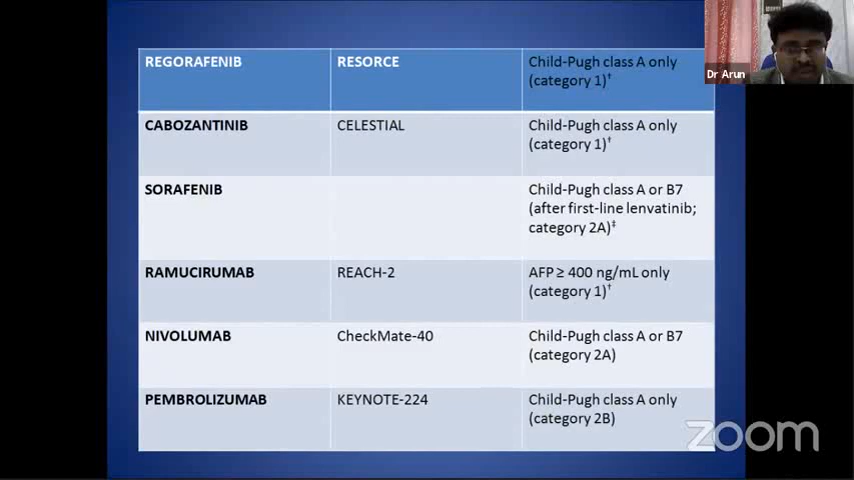 REGORAFENIB RESORCE Child-Pugh class A only
(category 1)†
CABOZANTINIB CELESTIAL Child-Pugh class A only
(category 1)†
SORAFENIB Child-Pugh class A or B7
(after first-line lenvatinib;
category 2A)‡
RAMUCIRUMAB REACH-2 AFP ≥ 400 ng/mL only
(category 1)†
NIVOLUMAB CheckMate-40 Child-Pugh class A or B7
(category 2A)
PEMBROLIZUMAB KEYNOTE-224 Child-Pugh class A only
(category 2B)
Dr Arun
zoom